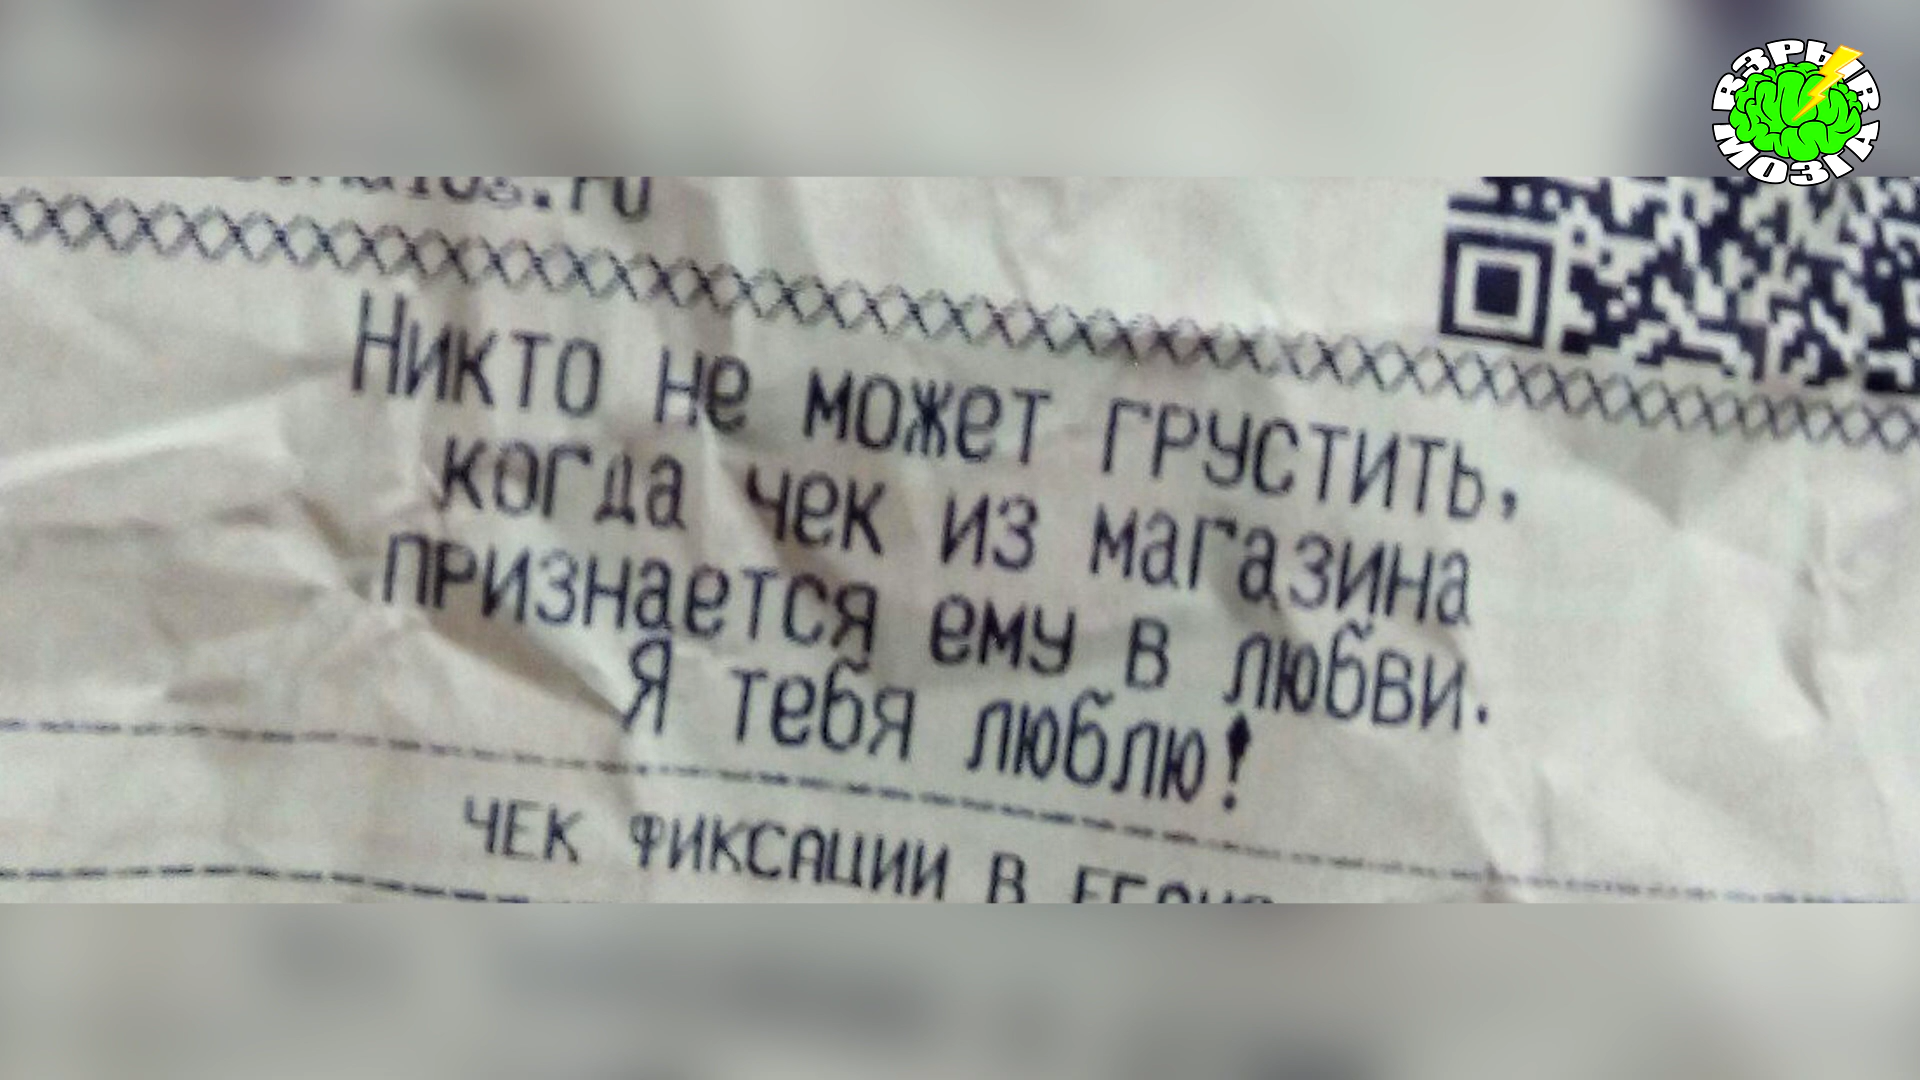 ВЗРЫВ
МОЗГА
Никто не может грустить,
когда чек из магазина
признается ему в любви.
Я тебя люблю!
ЧЕК ФИКСАЦИИ В